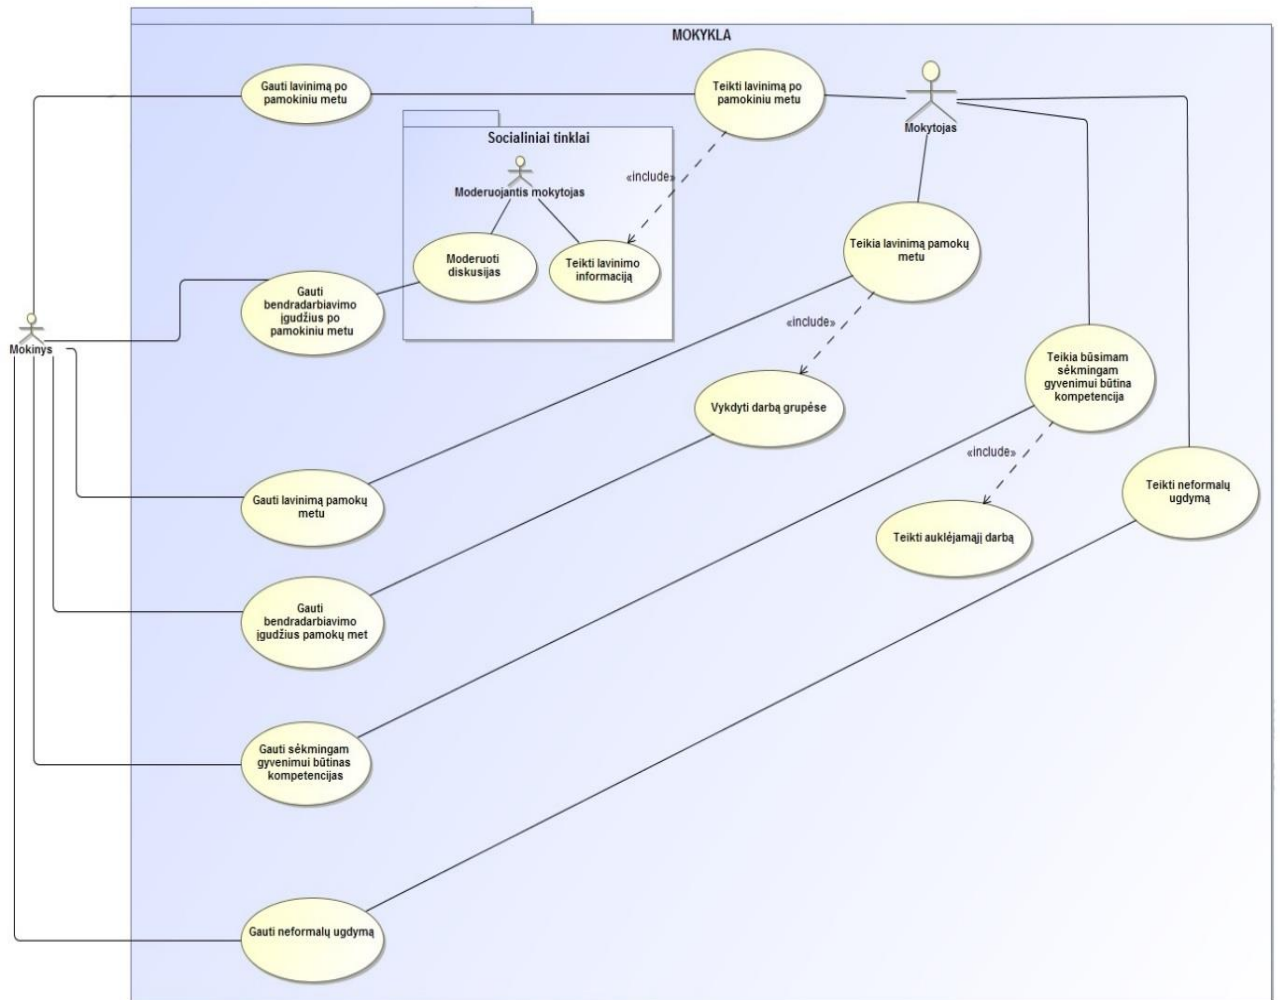 MOKYKLA
Gauti lavinimą po
pamokiniu metu
Teikti lavinimą po
pamokiniu metu
Mokytojas
Socialiniai tinklai
Moderuojantis mokytojas
«include»
Moderuoti
diskusijas
Teikti lavinimo
informaciją
Teikia lavinimą pamokų
metu
Gauti
bendradarbiavimo
įgudžius po
pamokiniu metu
Mokinys
«include»
Teikia būsimam
sėkmingam
gyvenimui būtina
kompetencija
Vykdyti darbą grupėse
«include»
Gauti lavinimą pamokų
metu
Teikti neformalų
ugdymą
Teikti auklėjamąjį darbą
Gauti
bendradarbiavimo
įgudžius pamokų met
Gauti sėkmingam
gyvenimui būtinas
kompetencijas
Gauti neformalų ugdymą